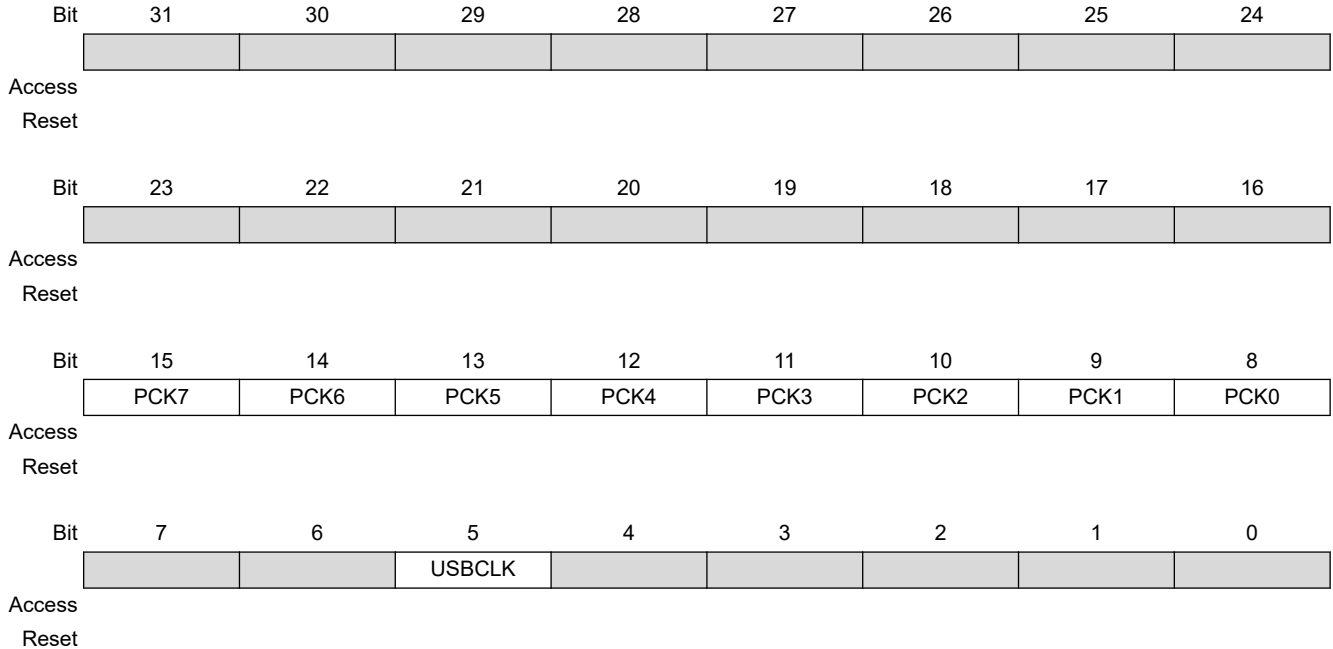 Bit 31 30 29 28 27 26 25 24
Access
Reset
Bit 23 22 21 20 19 18 17 16
Access
Reset
Bit 15 14 13 12 11 10 9 8
PCK7 PCK6 PCK5 PCK4 PCK3 PCK2 PCK1 PCK0
Access
Reset
Bit 7 6 5 4 3 2 1 0
USBCLK
Access
Reset